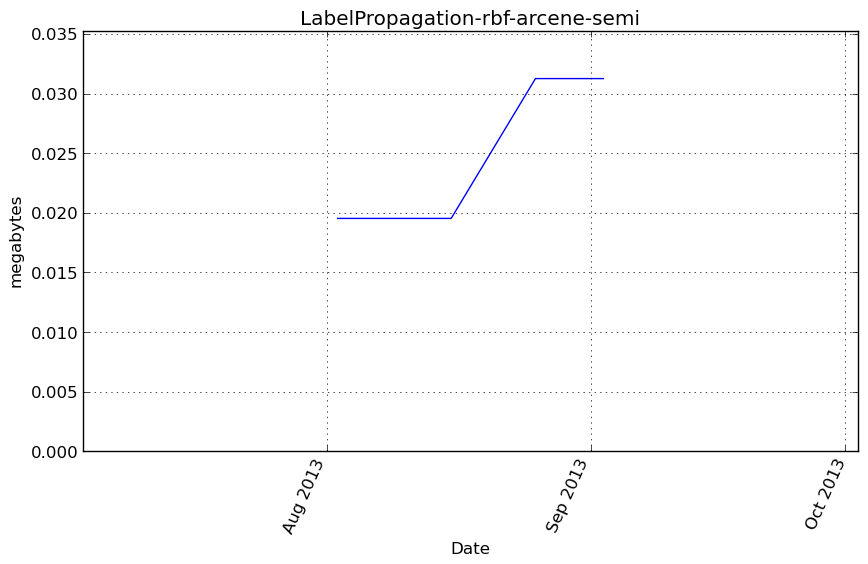 LabelPropagation-rbf-arcene-semi
0.035
0.030
0.025
0.020
0.015
0.010
0.005
0.000
megabytes
Aug 2013
Sep 2013
Oct 2013
Date